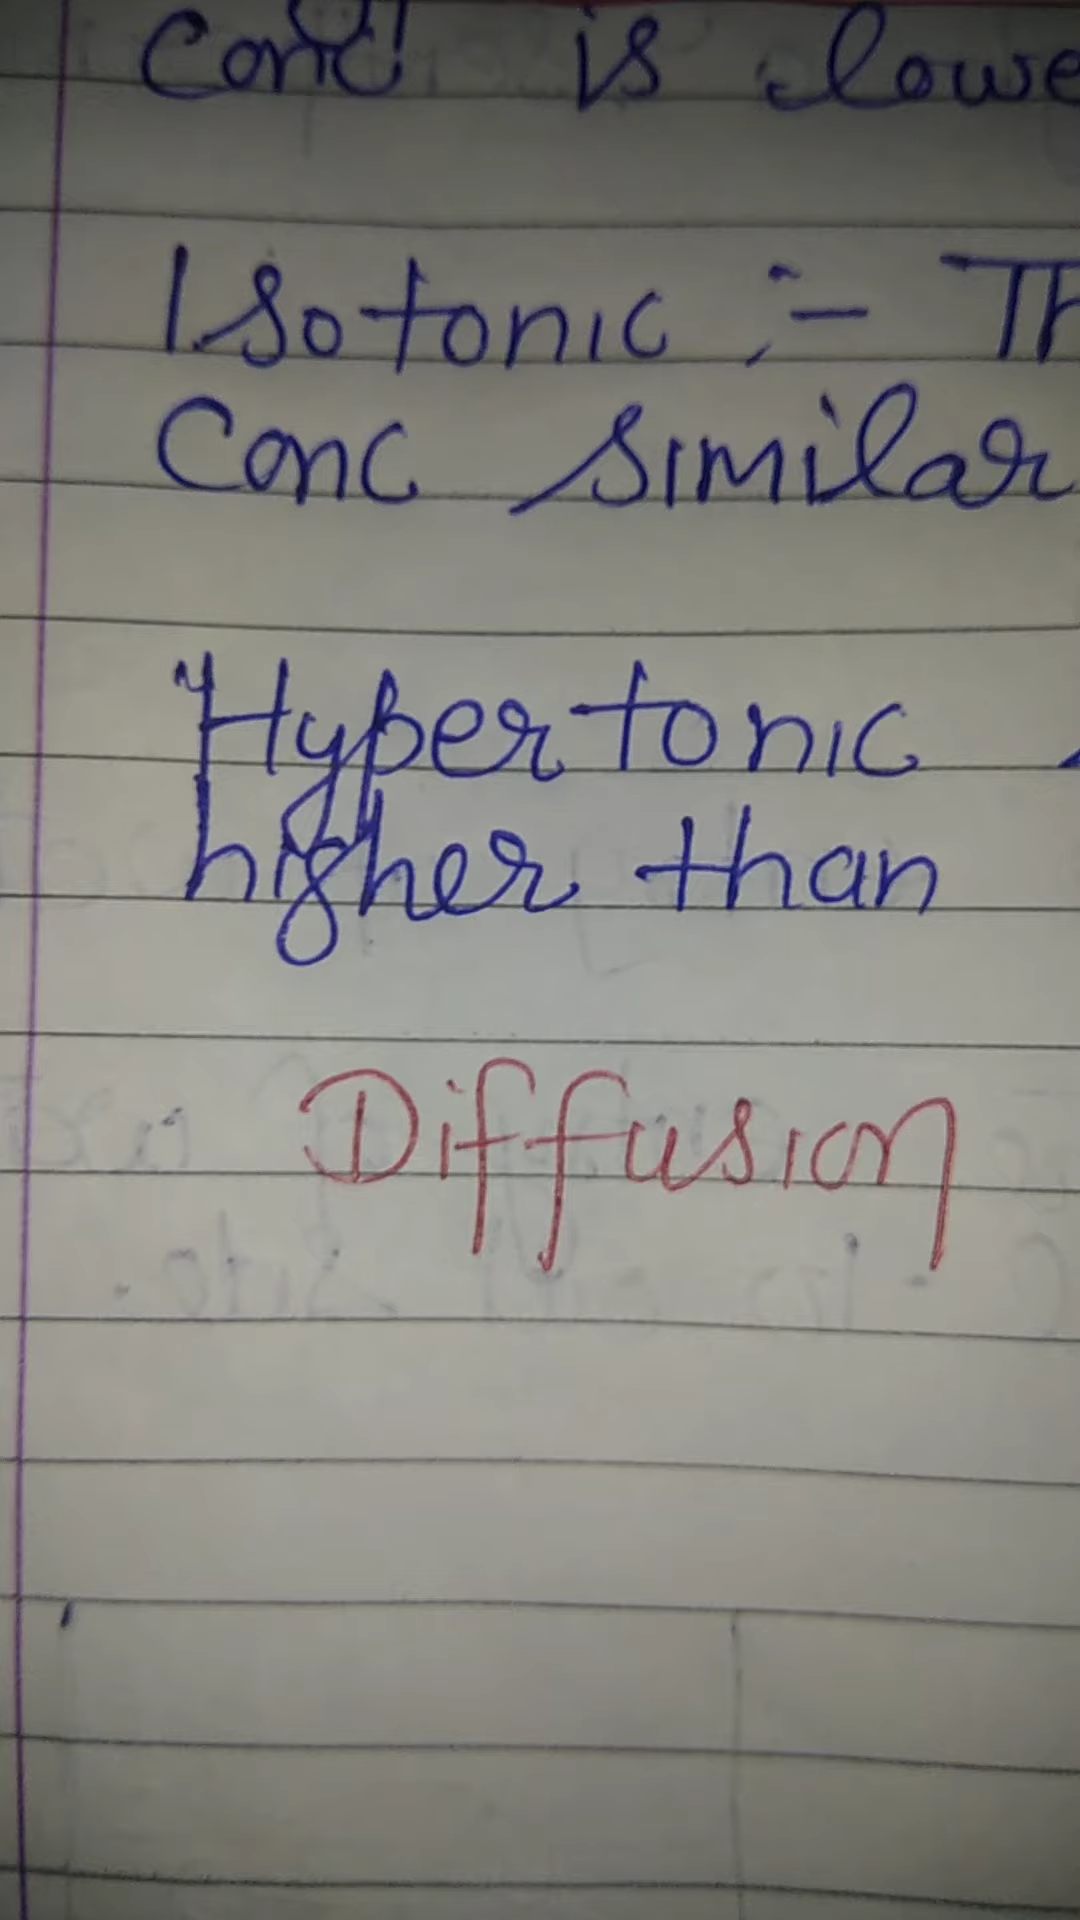 Conc is lowe
Isotonic :- Th
Conc similar
Hypertonic
higher than
Diffusion